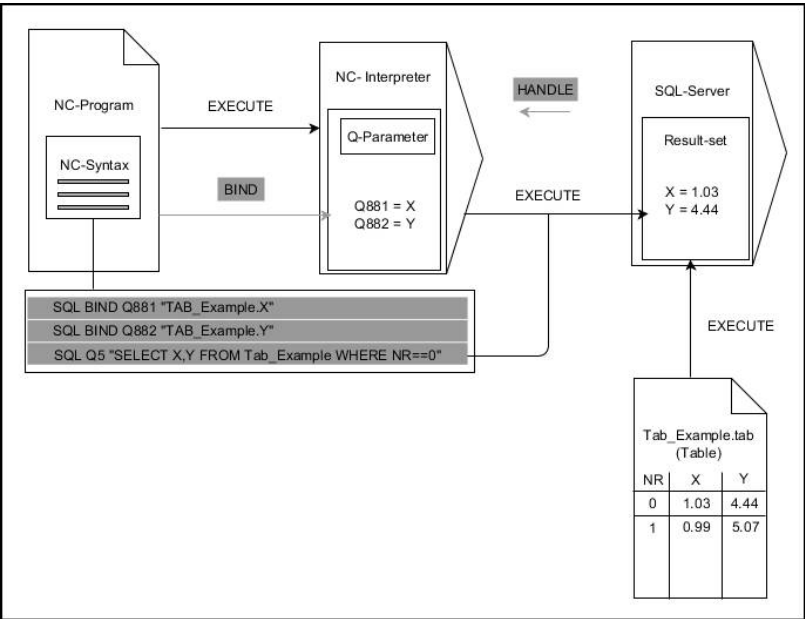 NC-Program
NC-Syntax
EXECUTE
BIND
NC- Interpreter
Q-Parameter
Q881 = X
Q882 = Y
HANDLE
EXECUTE
SQL-Server
Result-set
X = 1.03
Y = 4.44
SQL BIND Q881 "TAB_Example.X"
SQL BIND Q882 "TAB_Example.Y"
SQL Q5 "SELECT X,Y FROM Tab_Example WHERE NR==0"
EXECUTE
Tab_Example.tab
(Table)
NR X Y
0 1.03 4.44
1 0.99 5.07